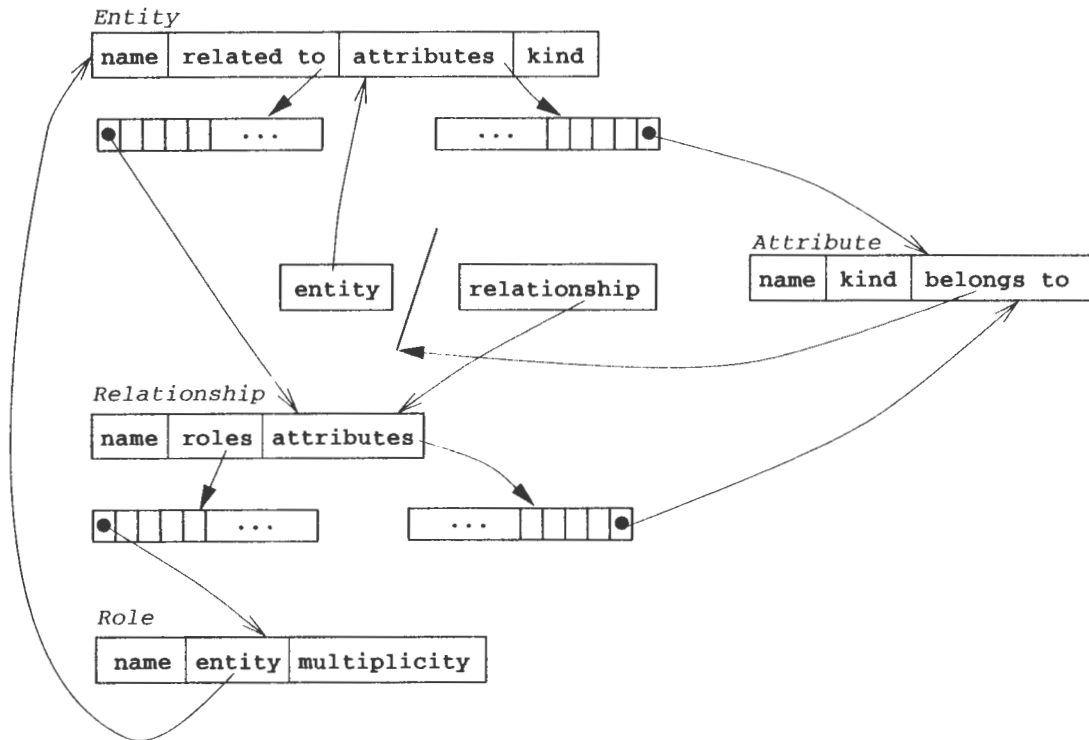 Entity
name related to attributes kind
...
...
Attribute
name kind belongs to
entity relationship
Relationship
name roles attributes
...
...
Role
name entity multiplicity